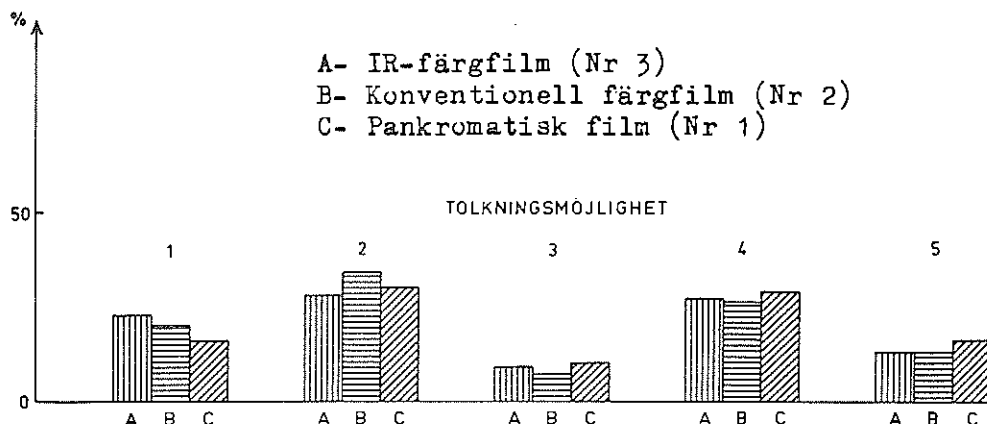 %
A- IR-färgfilm (Nr 3)
B- Konventionell färgfilm (Nr 2)
C- Pankromatisk film (Nr 1)
50
TOLKNINGSMÖJLIGHET
1 2 3 4 5
0
A B C A B C A B C A B C A B C